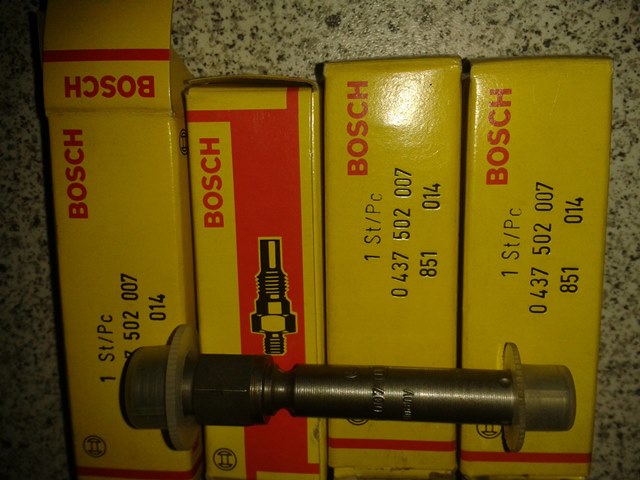 BOSCH
BOSCH
1 St/Pc
502 007
014
BOSCH
BOSCH
1 St/Pc
0 437 502 007
851 014
BOSCH
1 St/Pc
0 437 502 007
851 014